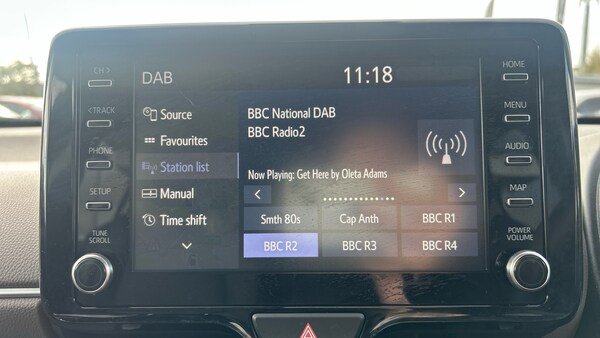 DAB
11:18
CH >
< TRACK
PHONE
SETUP
TUNE
SCROLL
Source
Favourites
Station list
Manual
Time shift
BBC National DAB
BBC Radio2
Now Playing: Get Here by Oleta Adams
Smth 80s
Cap Anth
BBC R1
BBC R2
BBC R3
BBC R4
HOME
MENU
AUDIO
MAP
POWER
VOLUME